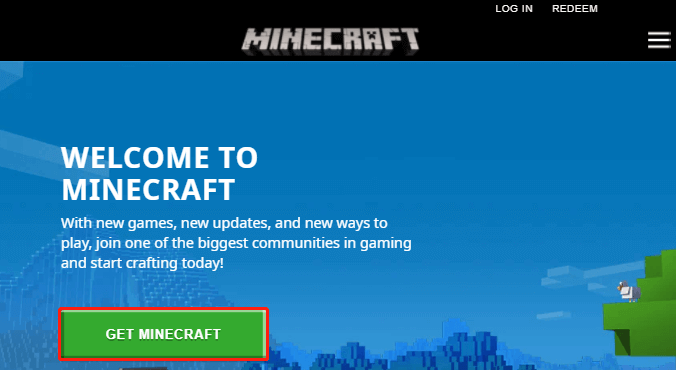 LOG IN REDEEM
MINECRAFT
WELCOME TO
MINECRAFT
With new games, new updates, and new ways to
play, join one of the biggest communities in gaming
and start crafting today!
GET MINECRAFT